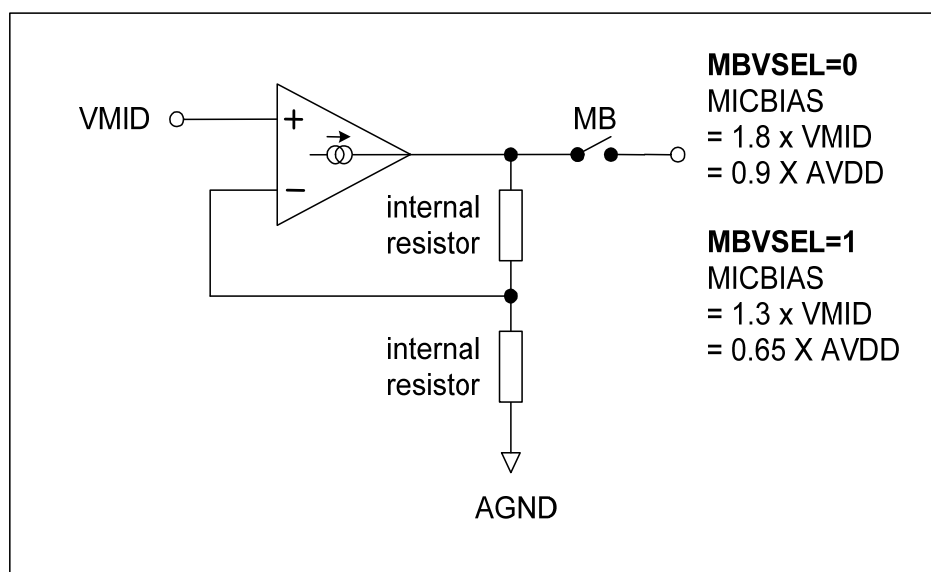 VMID
+
−
MB
internal
resistor
internal
resistor
AGND
MBVSEL=0
MICBIAS
= 1.8 x VMID
= 0.9 X AVDD
MBVSEL=1
MICBIAS
= 1.3 x VMID
= 0.65 X AVDD